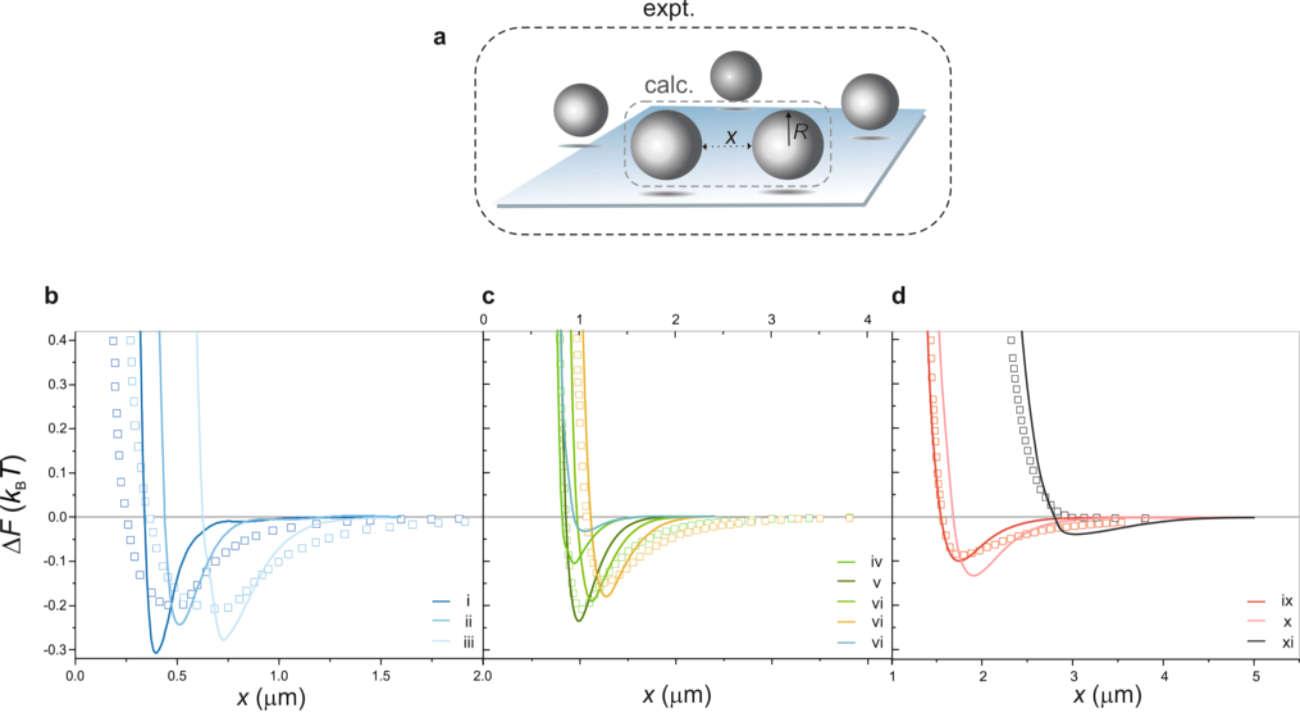 expt.
a
calc.
x
R
b
c
d
0 1 2 3 4
0.4
0.3
0.2
0.1
0.0
-0.1
-0.2
-0.3
ΔF (kBT)
i
ii
iii
iv
v
vi
vi
vi
ix
x
xi
0.0 0.5 1.0 1.5 2.0
1 2 3 4 5
x (μm)
x (μm)
x (μm)